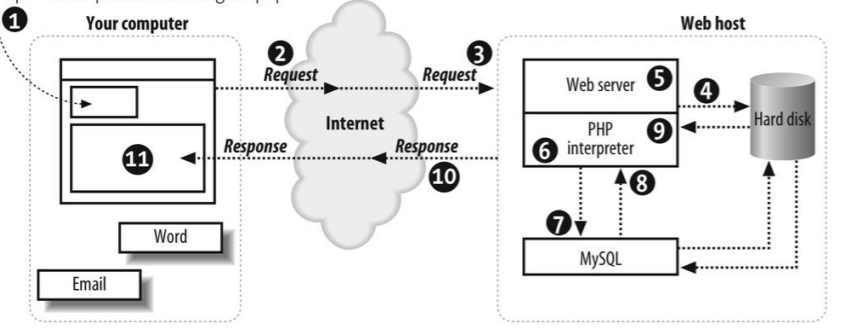 1
Your computer
Web host
2
3
Request
Request
Web server
5
4
Internet
Hard disk
PHP
interpreter
9
6
11
Response
Response
10
8
7
Word
MySQL
Email